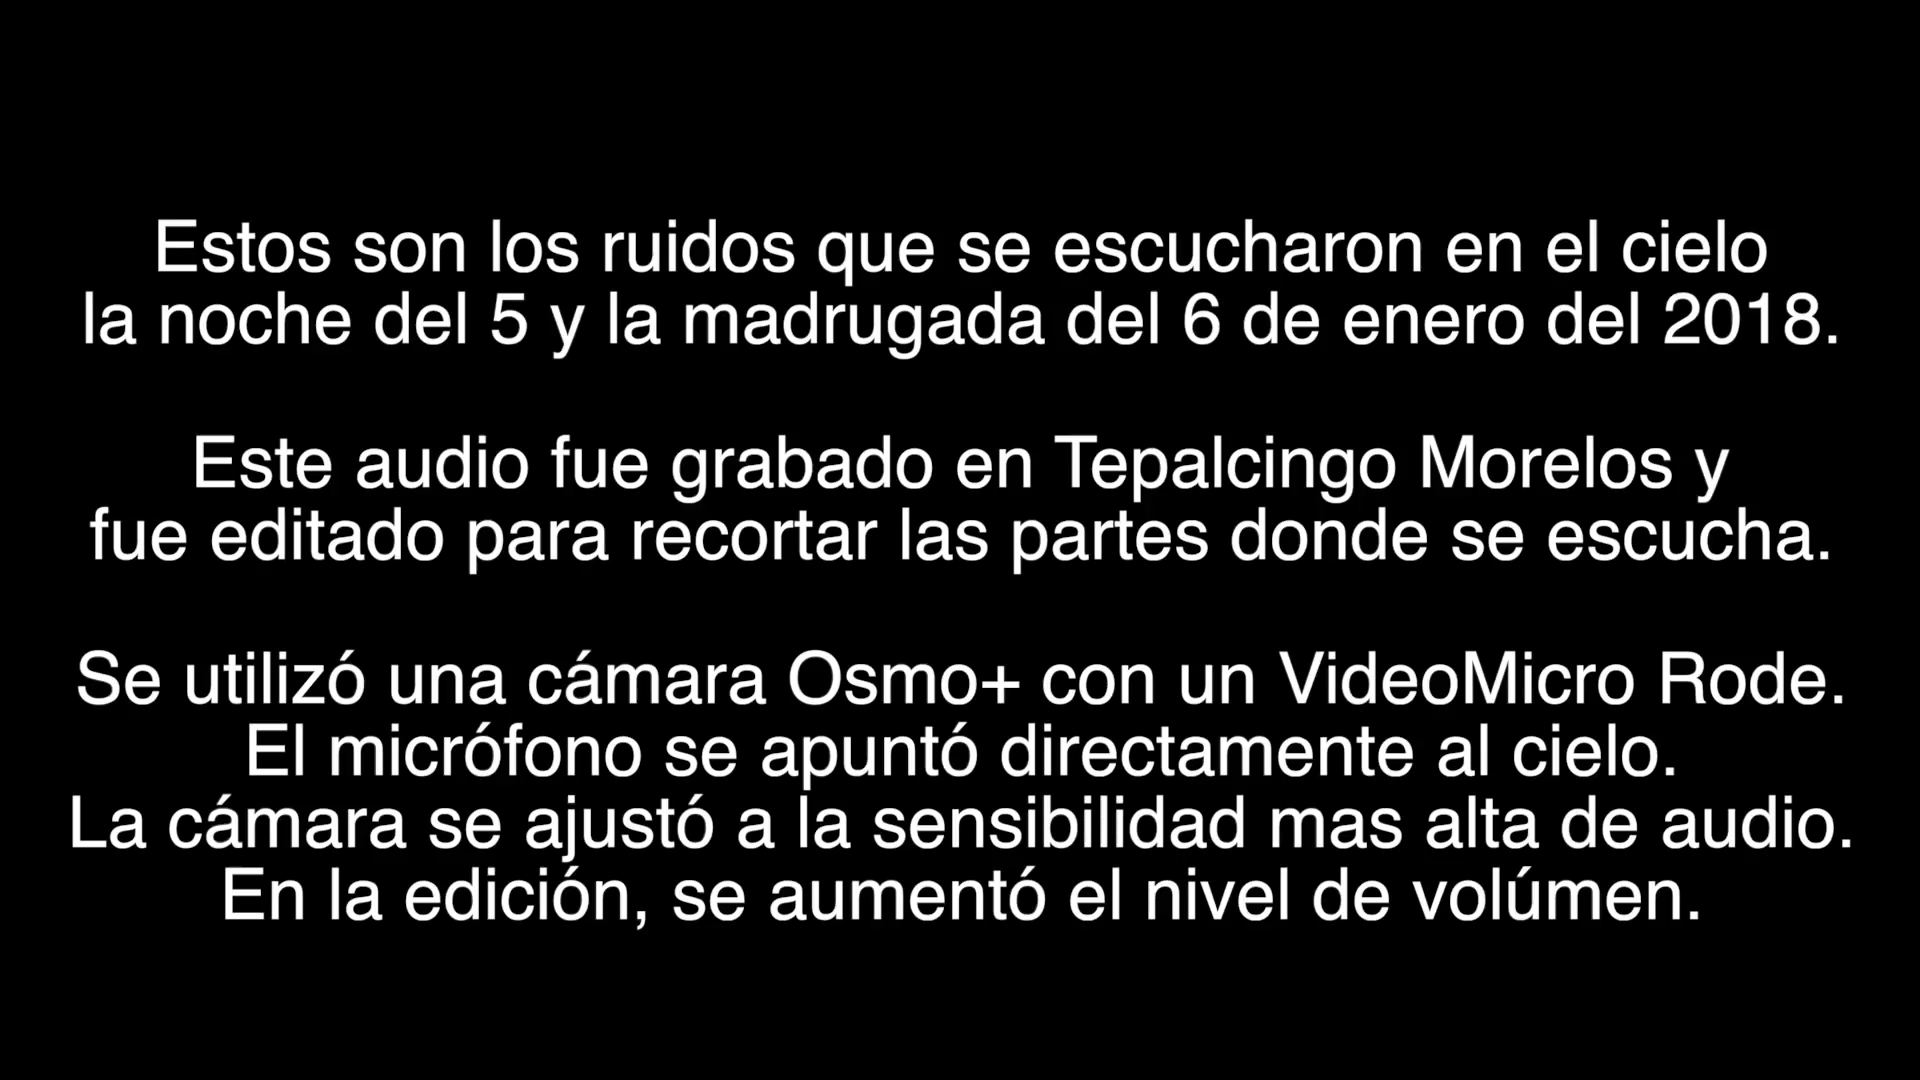 Estos son los ruidos que se escucharon en el cielo
la noche del 5 y la madrugada del 6 de enero del 2018.
Este audio fue grabado en Tepalcingo Morelos y
fue editado para recortar las partes donde se escucha.
Se utilizó una cámara Osmo+ con un VideoMicro Rode.
El micrófono se apuntó directamente al cielo.
La cámara se ajustó a la sensibilidad mas alta de audio.
En la edición, se aumentó el nivel de volúmen.